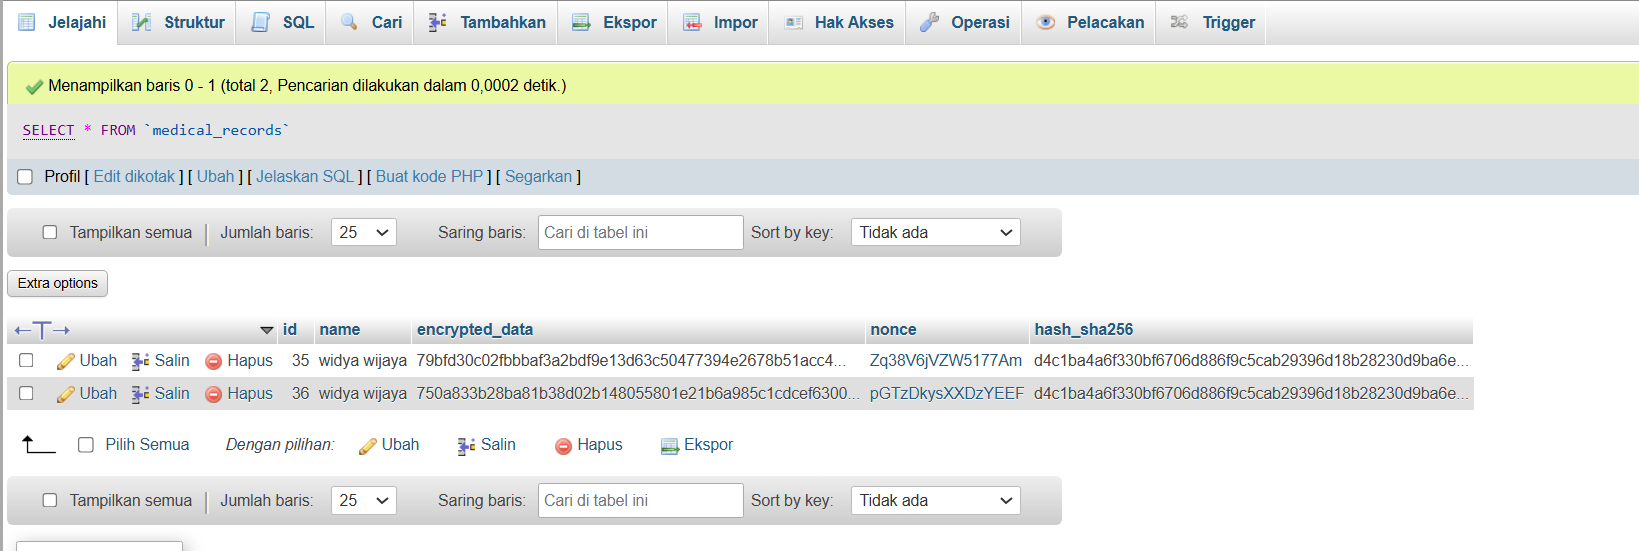 Jelajahi Struktur SQL Cari Tambahkan Ekspor Impor Hak Akses Operasi Pelacakan Trigger
Menampilkan baris 0 - 1 (total 2, Pencarian dilakukan dalam 0,0002 detik.)
SELECT * FROM `medical_records`
Profil [ Edit dikotak ] [ Ubah ] [ Jelaskan SQL ] [ Buat kode PHP ] [ Segarkan ]
Tampilkan semua | Jumlah baris: 25 Saring baris: Cari di tabel ini Sort by key: Tidak ada
Extra options
id name encrypted_data nonce hash_sha256
Ubah Salin Hapus 35 widya wijaya 79bfd30c02fbbbaf3a2bdf9e13d63c50477394e2678b51acc4... Zq38V6jVZW5177Am d4c1ba4a6f330bf6706d886f9c5cab29396d18b28230d9ba6e...
Ubah Salin Hapus 36 widya wijaya 750a833b28ba81b38d02b148055801e21b6a985c1cdcef6300... pGTzDkysXXDzYEEF d4c1ba4a6f330bf6706d886f9c5cab29396d18b28230d9ba6e...
Pilih Semua Dengan pilihan: Ubah Salin Hapus Ekspor
Tampilkan semua | Jumlah baris: 25 Saring baris: Cari di tabel ini Sort by key: Tidak ada